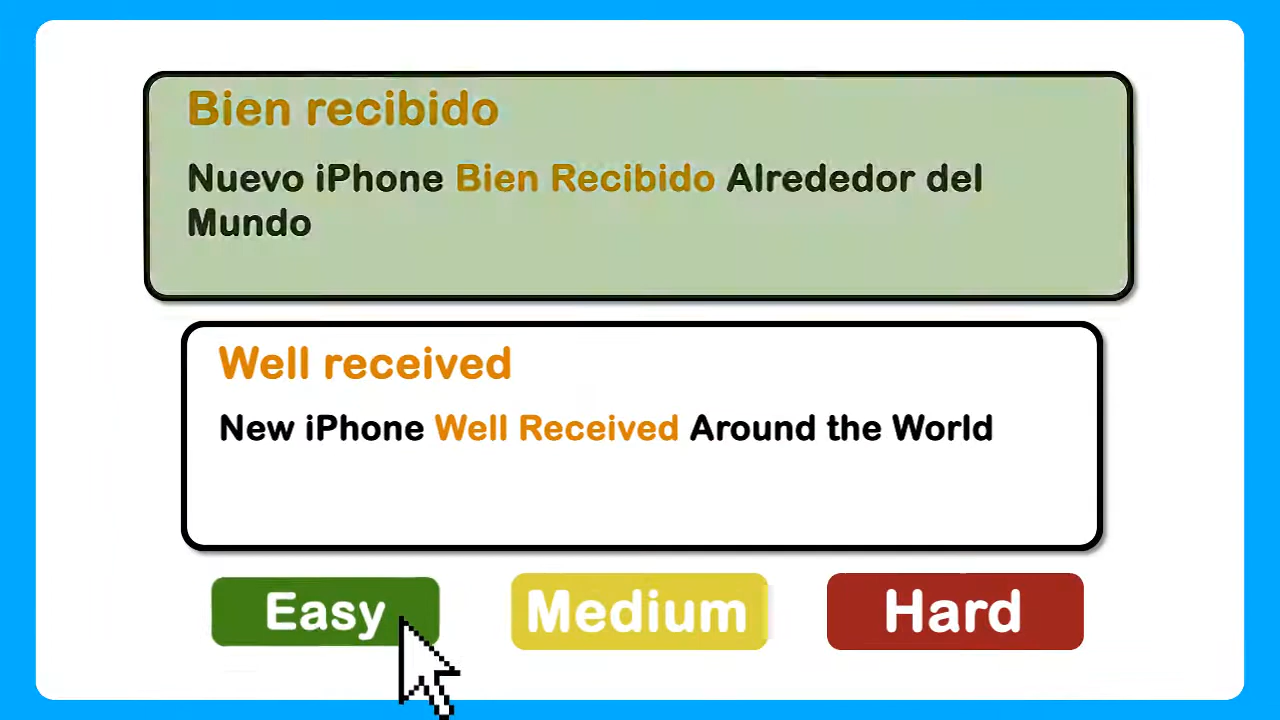 Bien recibido
Nuevo iPhone Bien Recibido Alrededor del
Mundo
Well received
New iPhone Well Received Around the World
Easy
Medium
Hard